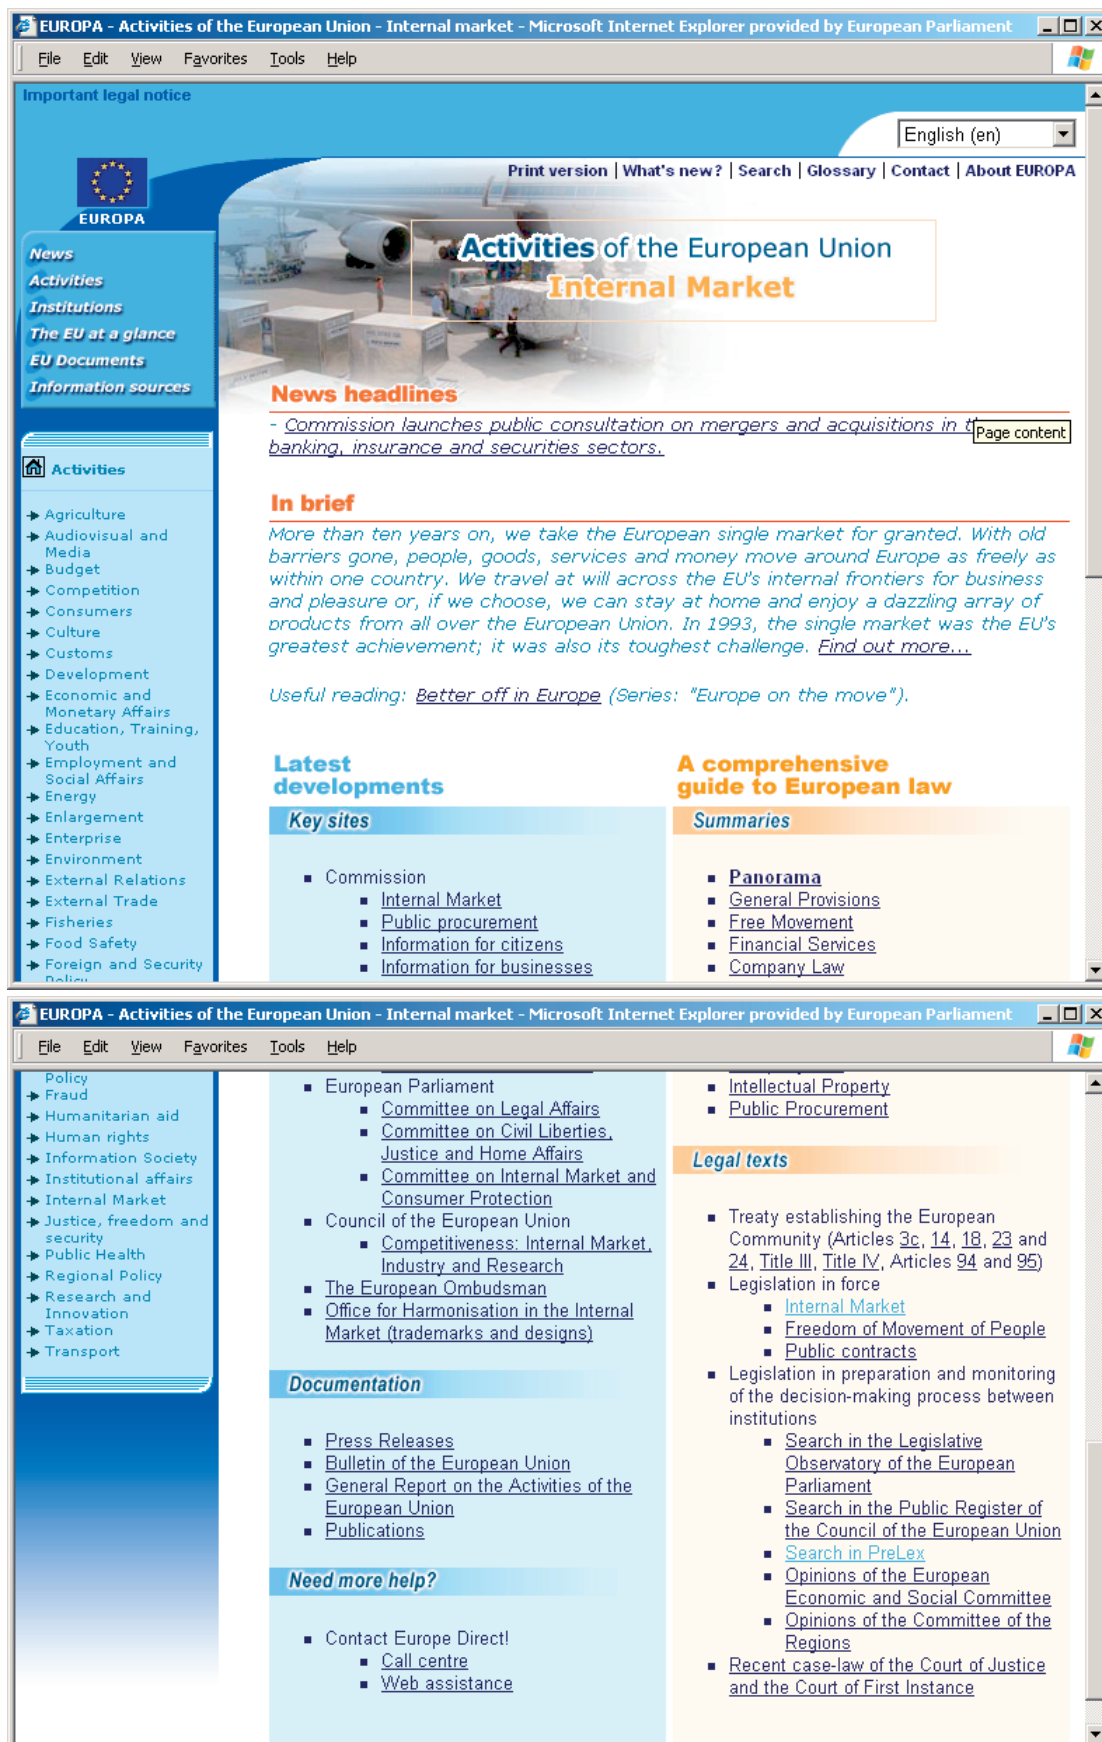 EUROPA - Activities of the European Union - Internal market - Microsoft Internet Explorer provided by European Parliament
File Edit View Favorites Tools Help
Important legal notice
English (en)
Print version | What's new? | Search | Glossary | Contact | About EUROPA
EUROPA
News
Activities
Institutions
The EU at a glance
EU Documents
Information sources
Activities of the European Union
Internal Market
Activities
Agriculture
Audiovisual and
Media
Budget
Competition
Consumers
Culture
Customs
Development
Economic and
Monetary Affairs
Education, Training,
Youth
Employment and
Social Affairs
Energy
Enlargement
Enterprise
Environment
External Relations
External Trade
Fisheries
Food Safety
Foreign and Security
Policy
News headlines
- Commission launches public consultation on mergers and acquisitions in
Page content
banking, insurance and securities sectors.
In brief
More than ten years on, we take the European single market for granted. With old
barriers gone, people, goods, services and money move around Europe as freely as
within one country. We travel at will across the EU's internal frontiers for business
and pleasure or, if we choose, we can stay at home and enjoy a dazzling array of
products from all over the European Union. In 1993, the single market was the EU's
greatest achievement; it was also its toughest challenge. Find out more...
Useful reading: Better off in Europe (Series: "Europe on the move").
Latest
developments
Key sites
Commission
Internal Market
Public procurement
Information for citizens
Information for businesses
A comprehensive
guide to European law
Summaries
Panorama
General Provisions
Free Movement
Financial Services
Company Law
EUROPA - Activities of the European Union - Internal market - Microsoft Internet Explorer provided by European Parliament
File Edit View Favorites Tools Help
Policy
Fraud
Humanitarian aid
Human rights
Information Society
Institutional affairs
Internal Market
Justice, freedom and
security
Public Health
Regional Policy
Research and
Innovation
Taxation
Transport
European Parliament
Committee on Legal Affairs
Committee on Civil Liberties,
Justice and Home Affairs
Committee on Internal Market and
Consumer Protection
Council of the European Union
Competitiveness: Internal Market,
Industry and Research
The European Ombudsman
Office for Harmonisation in the Internal
Market (trademarks and designs)
Documentation
Press Releases
Bulletin of the European Union
General Report on the Activities of the
European Union
Publications
Need more help?
Contact Europe Direct!
Call centre
Web assistance
Intellectual Property
Public Procurement
Legal texts
Treaty establishing the European
Community (Articles 3c, 14, 18, 23 and
24, Title III, Title IV, Articles 94 and 95)
Legislation in force
Internal Market
Freedom of Movement of People
Public contracts
Legislation in preparation and monitoring
of the decision-making process between
institutions
Search in the Legislative
Observatory of the European
Parliament
Search in the Public Register of
the Council of the European Union
Search in PreLex
Opinions of the European
Economic and Social Committee
Opinions of the Committee of the
Regions
Recent case-law of the Court of Justice
and the Court of First Instance